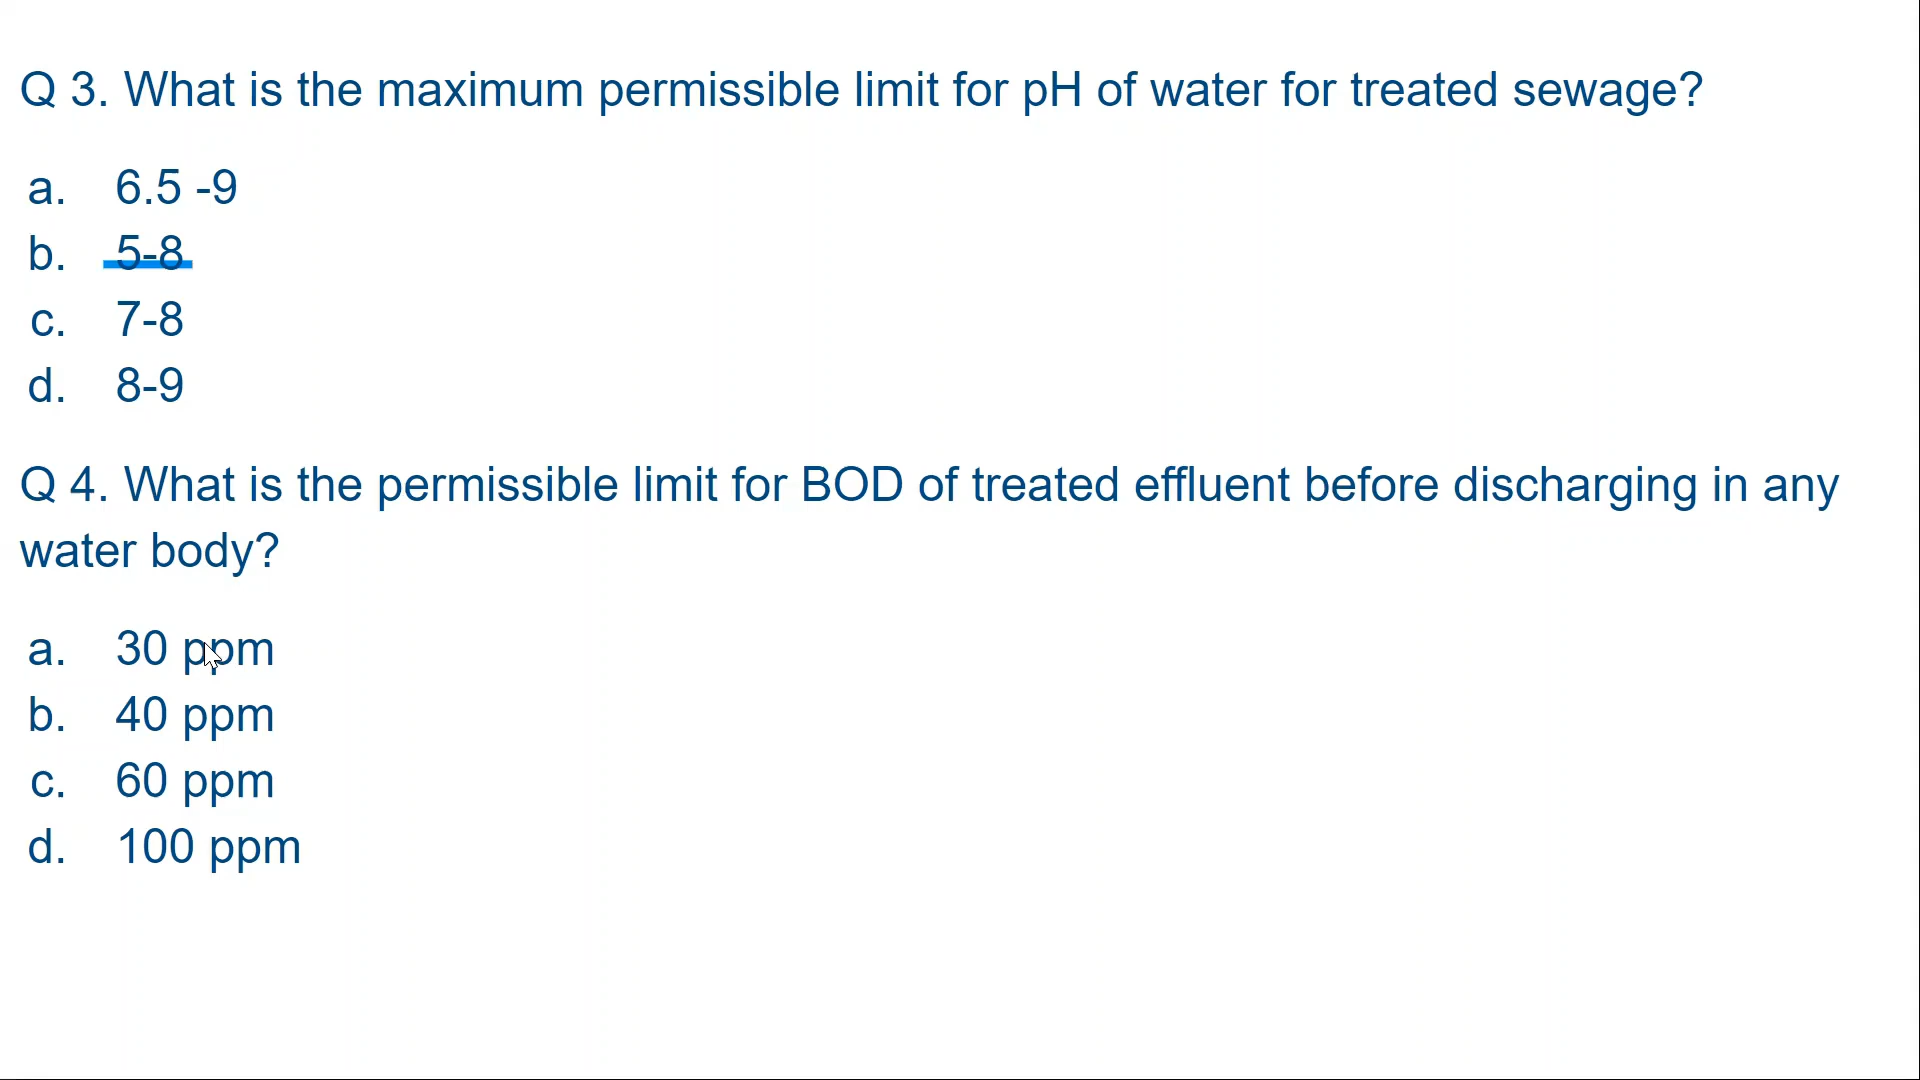 Q 3. What is the maximum permissible limit for pH of water for treated sewage?
a. 6.5 -9
b. 5-8
c. 7-8
d. 8-9
Q 4. What is the permissible limit for BOD of treated effluent before discharging in any
water body?
a. 30 ppm
b. 40 ppm
c. 60 ppm
d. 100 ppm